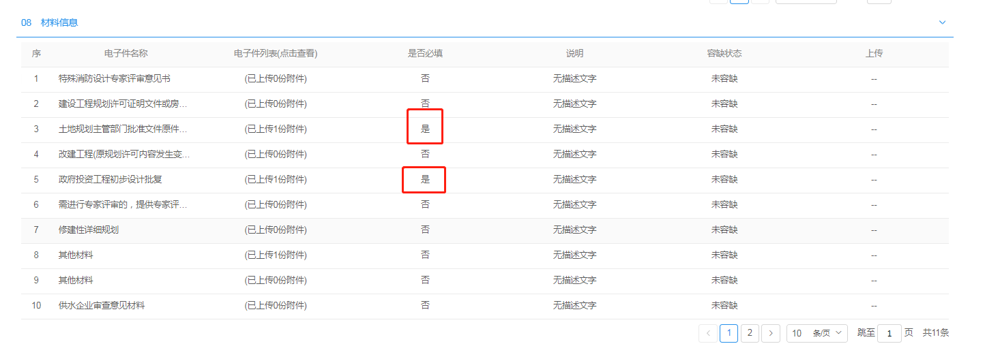 08 材料信息
序 电子件名称 电子件列表(点击查看) 是否必填 说明 容缺状态 上传
1 特殊消防设计专家评审意见书 (已上传0份附件) 否 无描述文字 未容缺 --
2 建设工程规划许可证明文件或房... (已上传0份附件) 否 无描述文字 未容缺 --
3 土地规划主管部门批准文件原件... (已上传1份附件) 是 无描述文字 未容缺 --
4 改建工程(原规划许可内容发生变... (已上传0份附件) 否 无描述文字 未容缺 --
5 政府投资工程初步设计批复 (已上传1份附件) 是 无描述文字 未容缺 --
6 需进行专家评审的，提供专家评... (已上传0份附件) 否 无描述文字 未容缺 --
7 修建性详细规划 (已上传0份附件) 否 无描述文字 未容缺 --
8 其他材料 (已上传1份附件) 否 无描述文字 未容缺 --
9 其他材料 (已上传0份附件) 否 无描述文字 未容缺 --
10 供水企业审查意见材料 (已上传0份附件) 否 无描述文字 未容缺 --
1 2 10 条/页 跳至 1 页 共11条